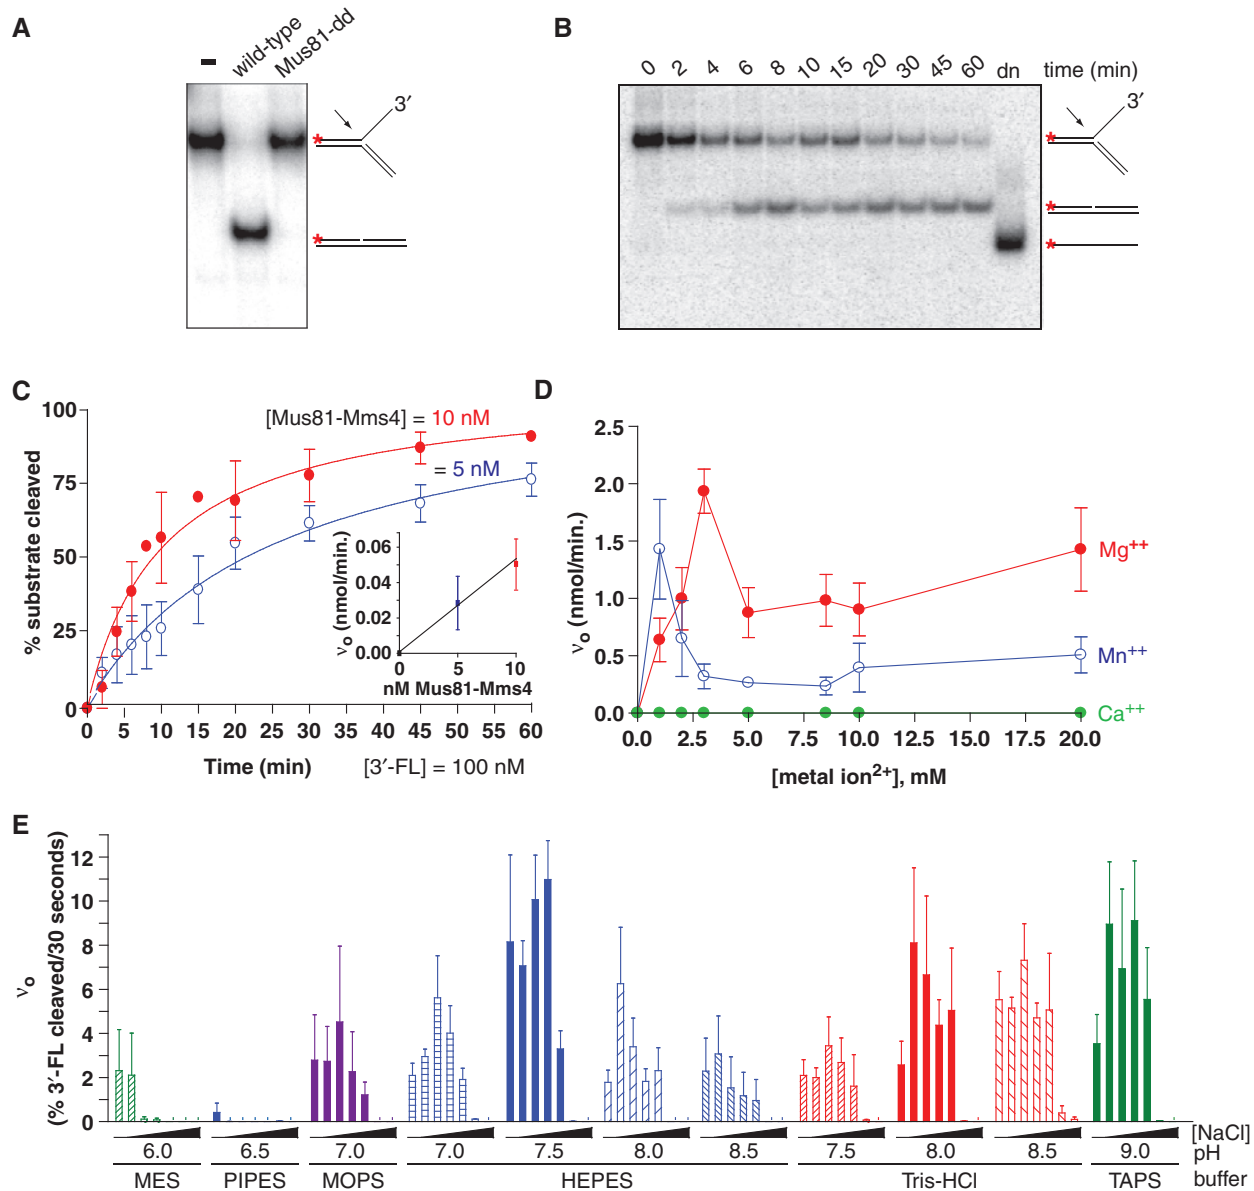 A
– wild-type Mus81-dd
3′
*
*
B
0 2 4 6 8 10 15 20 30 45 60 dn time (min)
3′
*
*
*
C
100
75
50
25
0
% substrate cleaved
[Mus81-Mms4] = 10 nM
= 5 nM
0.06
0.04
0.02
0.00
νo (nmol/min.)
0 5 10
nM Mus81-Mms4
0 5 10 15 20 25 30 35 40 45 50 55 60
Time (min) [3′-FL] = 100 nM
D
2.5
2.0
1.5
1.0
0.5
0.0
νo (nmol/min.)
Mg++
Mn++
Ca++
0.0 2.5 5.0 7.5 10.0 12.5 15.0 17.5 20.0
[metal ion2+], mM
E
12
10
8
6
4
2
0
νo
(% 3′-FL cleaved/30 seconds)
[NaCl]
6.0 6.5 7.0 7.0 7.5 8.0 8.5 7.5 8.0 8.5 9.0 pH
MES PIPES MOPS HEPES Tris-HCl TAPS buffer